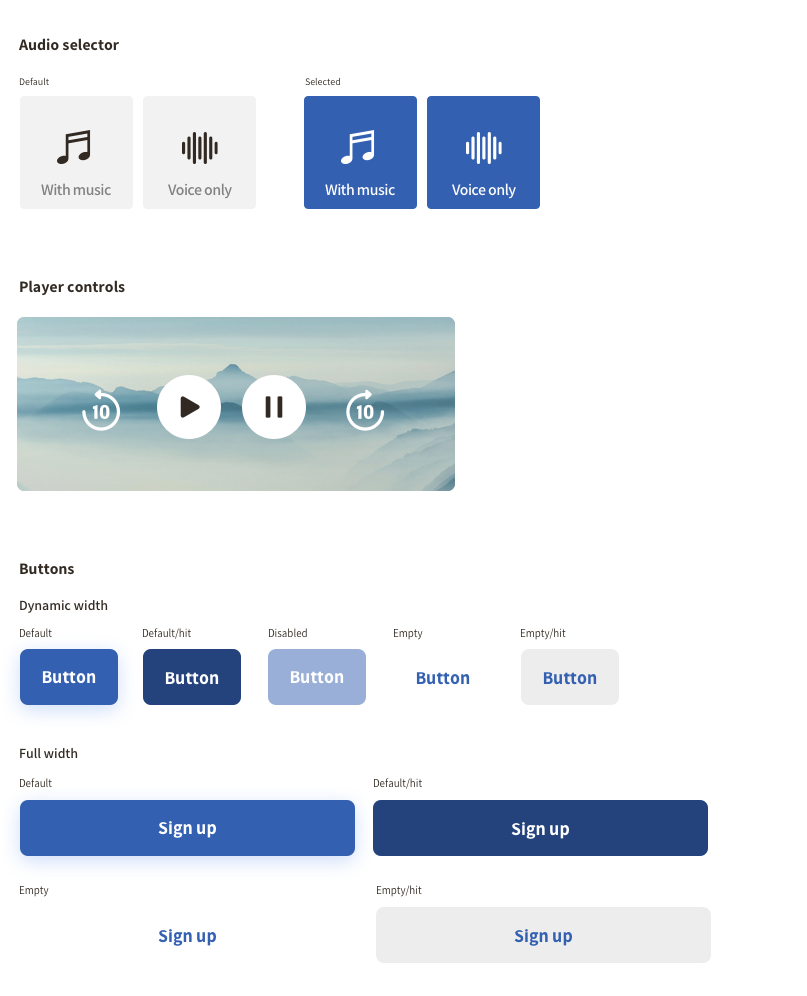 Audio selector
Default
Selected
With music
Voice only
With music
Voice only
Player controls
10
10
Buttons
Dynamic width
Default
Default/hit
Disabled
Empty
Empty/hit
Button
Button
Button
Button
Button
Full width
Default
Default/hit
Sign up
Sign up
Empty
Empty/hit
Sign up
Sign up